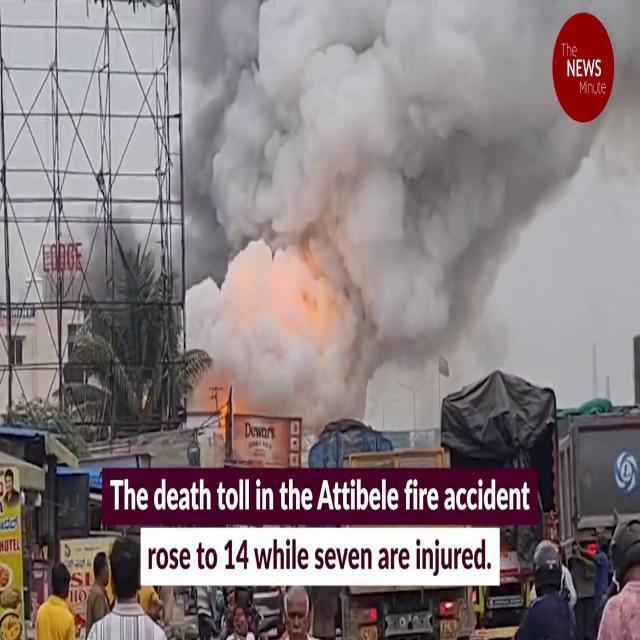 The
NEWS
Minute
LODGE
Dewar's
The death toll in the Attibele fire accident
rose to 14 while seven are injured.
HOTEL